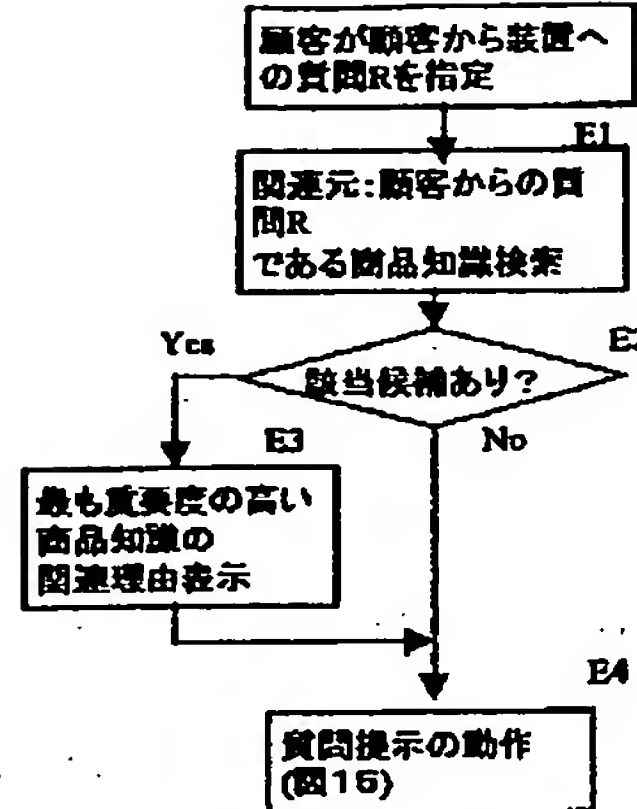 顧客が顧客から装置へ
の質問Rを指定
E1
関連元:顧客からの質
問R
である商品知識検索
E2
該当候補あり?
Yes
No
E3
最も重要度の高い
商品知識の
関連理由表示
E4
質問提示の動作
(図15)